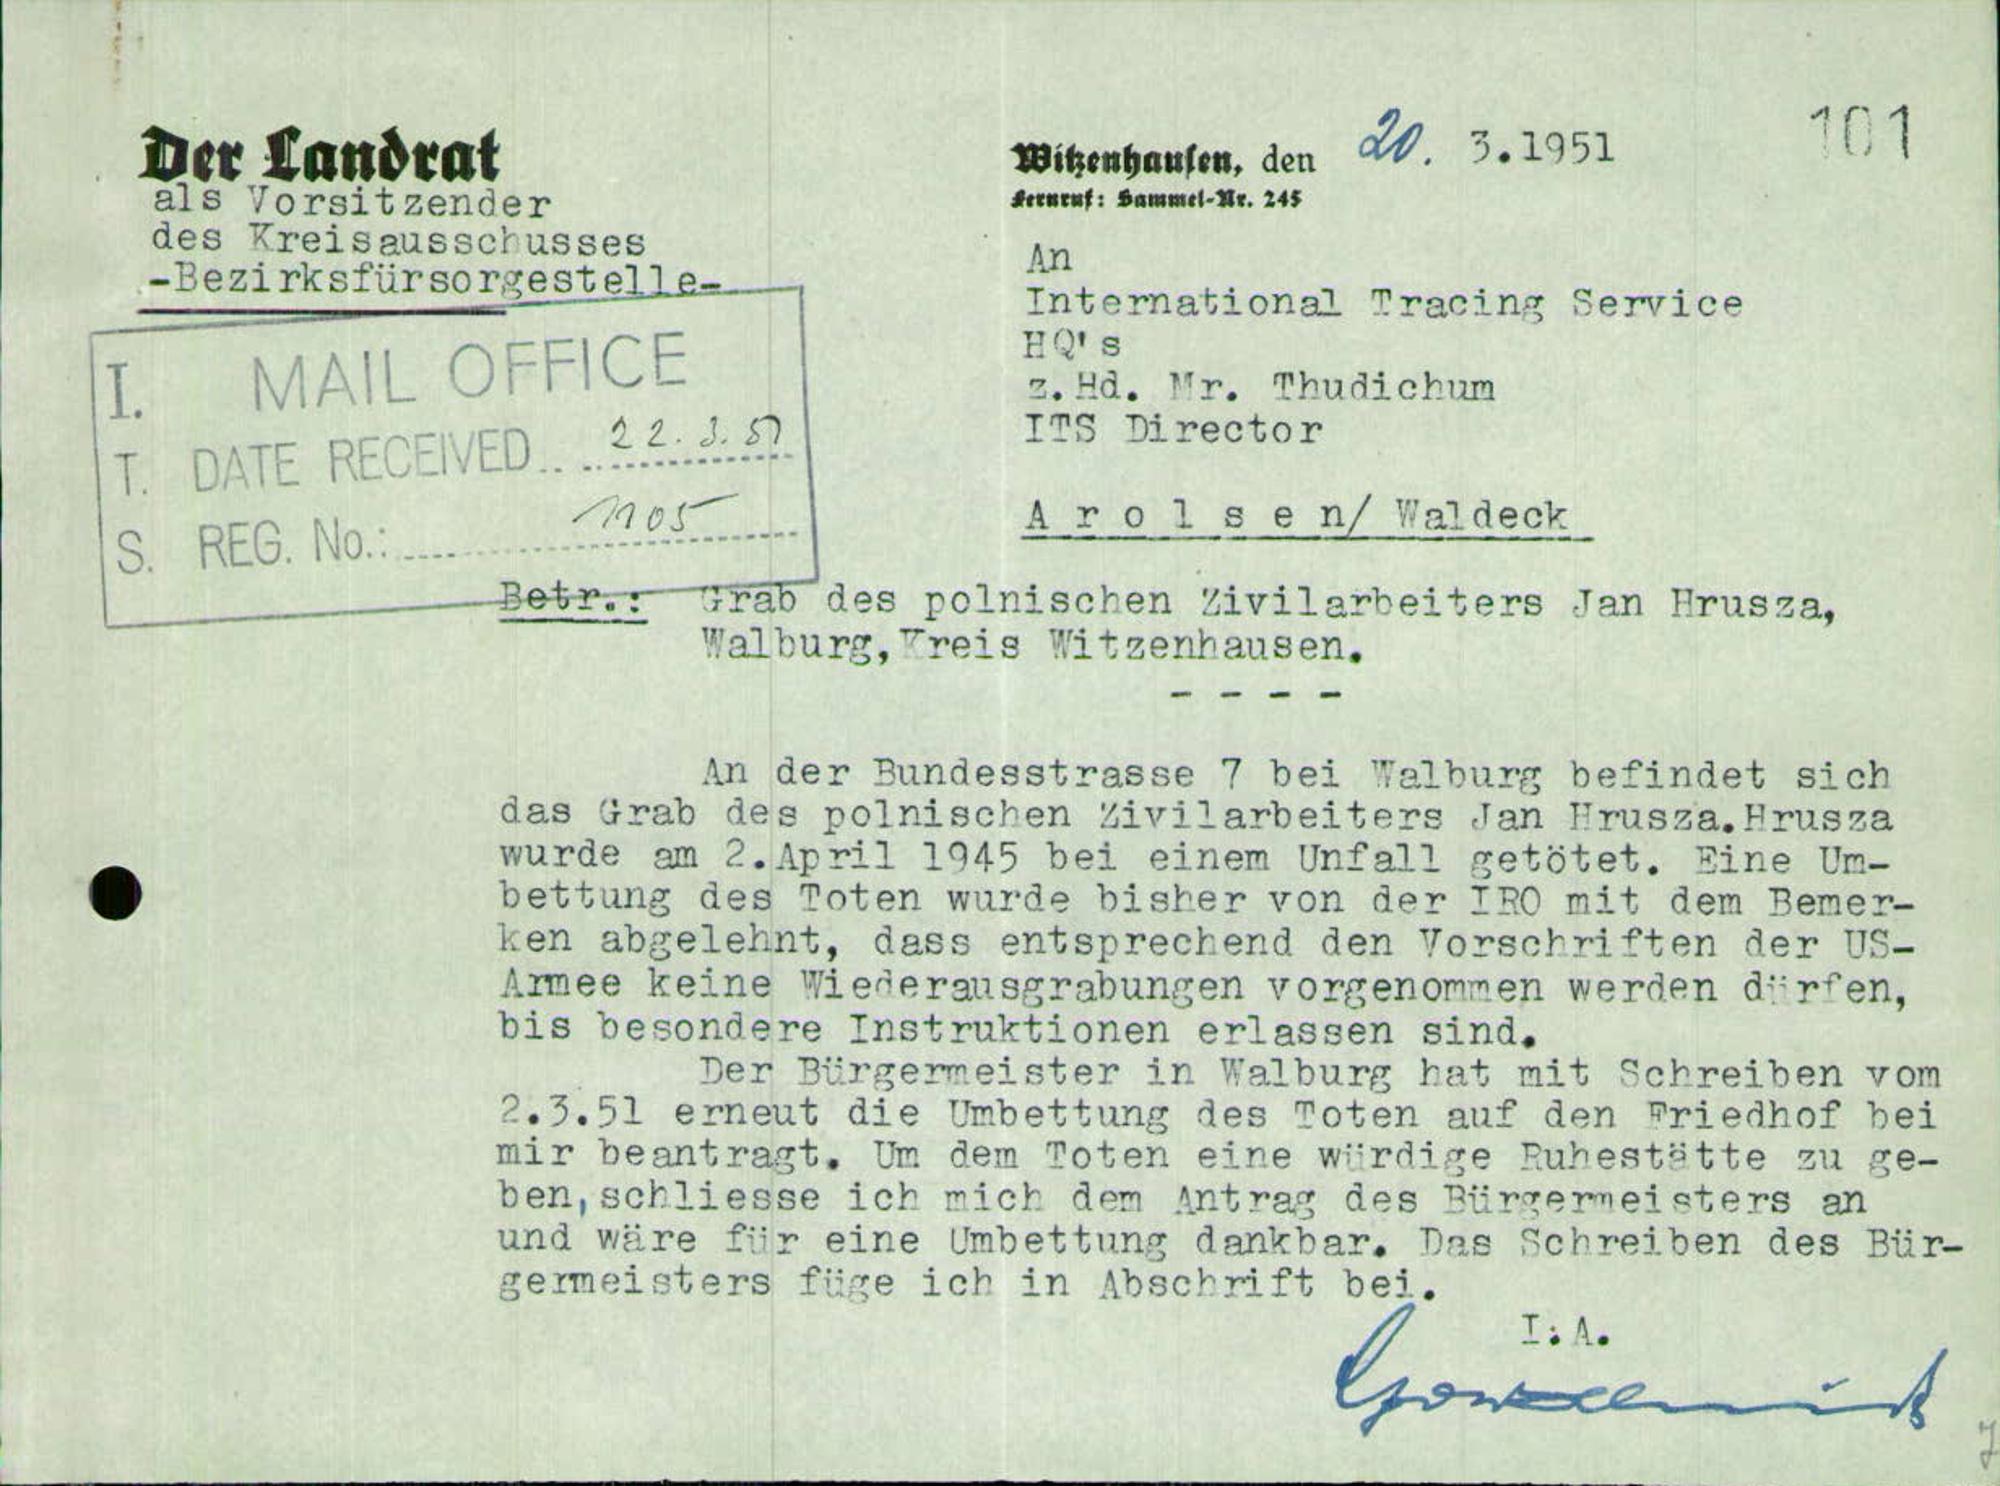 Der Landrat
als Vorsitzender
des Kreisausschusses
-Bezirksfürsorgestelle-
Witzenhausen, den 20. 3.1951
Fernruf: Sammel-Nr. 245
101
An
International Tracing Service
HQ's
z.Hd. Mr. Thudichum
ITS Director
A r o l s e n/ Waldeck
I. MAIL OFFICE
T. DATE RECEIVED 22.3.51
S. REG. No.: 1105
Betr.: Grab des polnischen Zivilarbeiters Jan Hrusza,
Walburg,Kreis Witzenhausen.
- - - -
An der Bundesstrasse 7 bei Walburg befindet sich
das Grab des polnischen Zivilarbeiters Jan Hrusza.Hrusza
wurde am 2.April 1945 bei einem Unfall getötet. Eine Um-
bettung des Toten wurde bisher von der IRO mit dem Bemer-
ken abgelehnt, dass entsprechend den Vorschriften der US-
Armee keine Wiederausgrabungen vorgenommen werden dürfen,
bis besondere Instruktionen erlassen sind.
Der Bürgermeister in Walburg hat mit Schreiben vom
2.3.51 erneut die Umbettung des Toten auf den Friedhof bei
mir beantragt. Um dem Toten eine würdige Ruhestätte zu ge-
ben,schliesse ich mich dem Antrag des Bürgermeisters an
und wäre für eine Umbettung dankbar. Das Schreiben des Bür-
germeisters füge ich in Abschrift bei.
I.A.
7